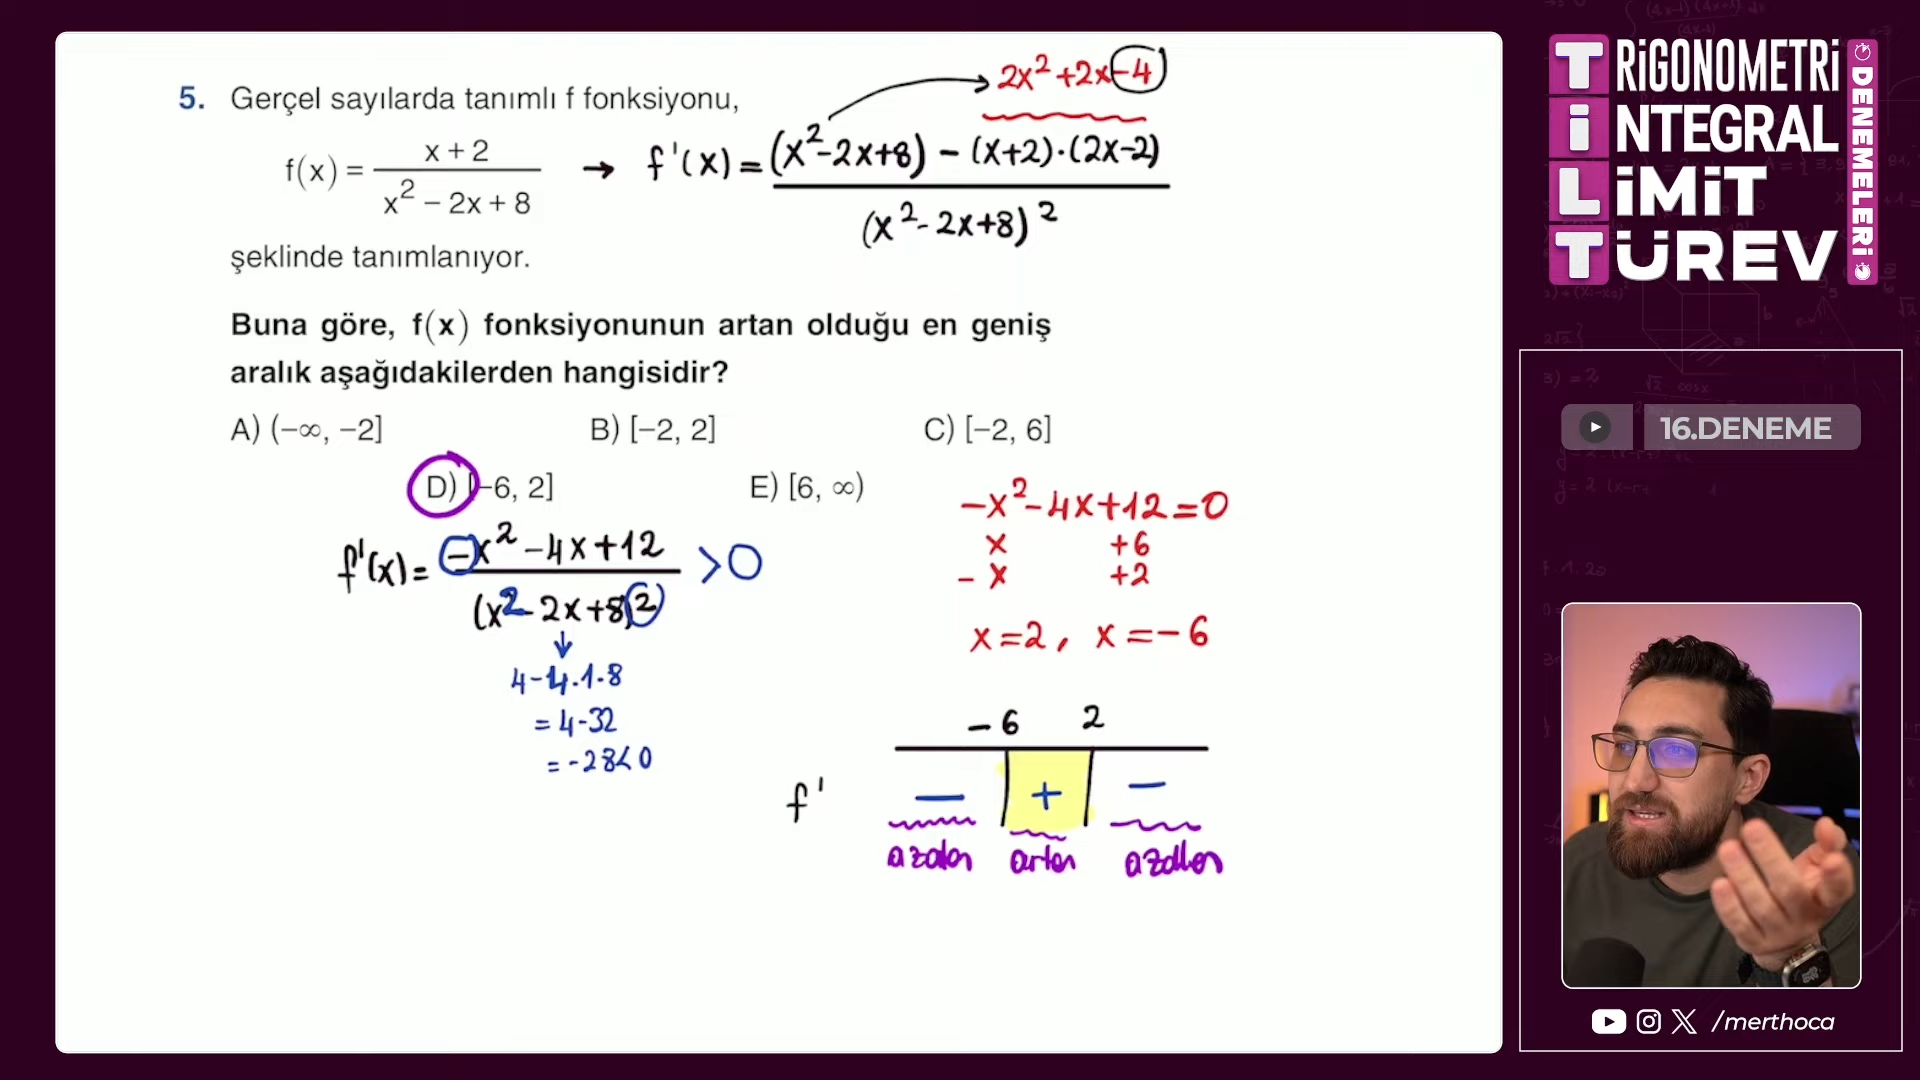 5. Gerçel sayılarda tanımlı f fonksiyonu,
2x² +2x-4
f(x) = x + 2 / x² – 2x + 8 → f'(x) = (x²-2x+8) - (x+2)·(2x-2) / (x²-2x+8)²
şeklinde tanımlanıyor.
Buna göre, f(x) fonksiyonunun artan olduğu en geniş
aralık aşağıdakilerden hangisidir?
A) (–∞, –2] B) [–2, 2] C) [–2, 6]
D) [–6, 2] E) [6, ∞)
f'(x) = -x² -4x+12 / (x²-2x+8)² >0
↓
4-4.1.8
= 4-32
= -28<0
-x²-4x+12=0
x +6
-x +2
x=2, x=-6
-6 2
f' - + -
azalan artan azalan
TRİGONOMETRİ
İNTEGRAL
LİMİT
TÜREV
DENEMELERİ
16.DENEME
/merthoca